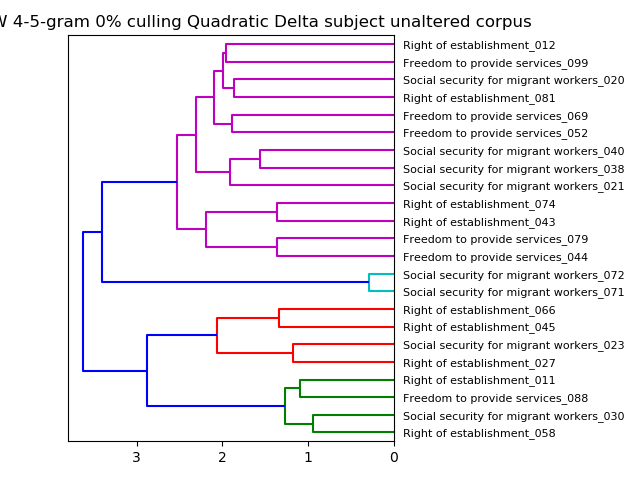 4-5-gram 0% culling Quadratic Delta subject unaltered corpus
Right of establishment_012
Freedom to provide services_099
Social security for migrant workers_020
Right of establishment_081
Freedom to provide services_069
Freedom to provide services_052
Social security for migrant workers_040
Social security for migrant workers_038
Social security for migrant workers_021
Right of establishment_074
Right of establishment_043
Freedom to provide services_079
Freedom to provide services_044
Social security for migrant workers_072
Social security for migrant workers_071
Right of establishment_066
Right of establishment_045
Social security for migrant workers_023
Right of establishment_027
Right of establishment_011
Freedom to provide services_088
Social security for migrant workers_030
Right of establishment_058
3 2 1 0